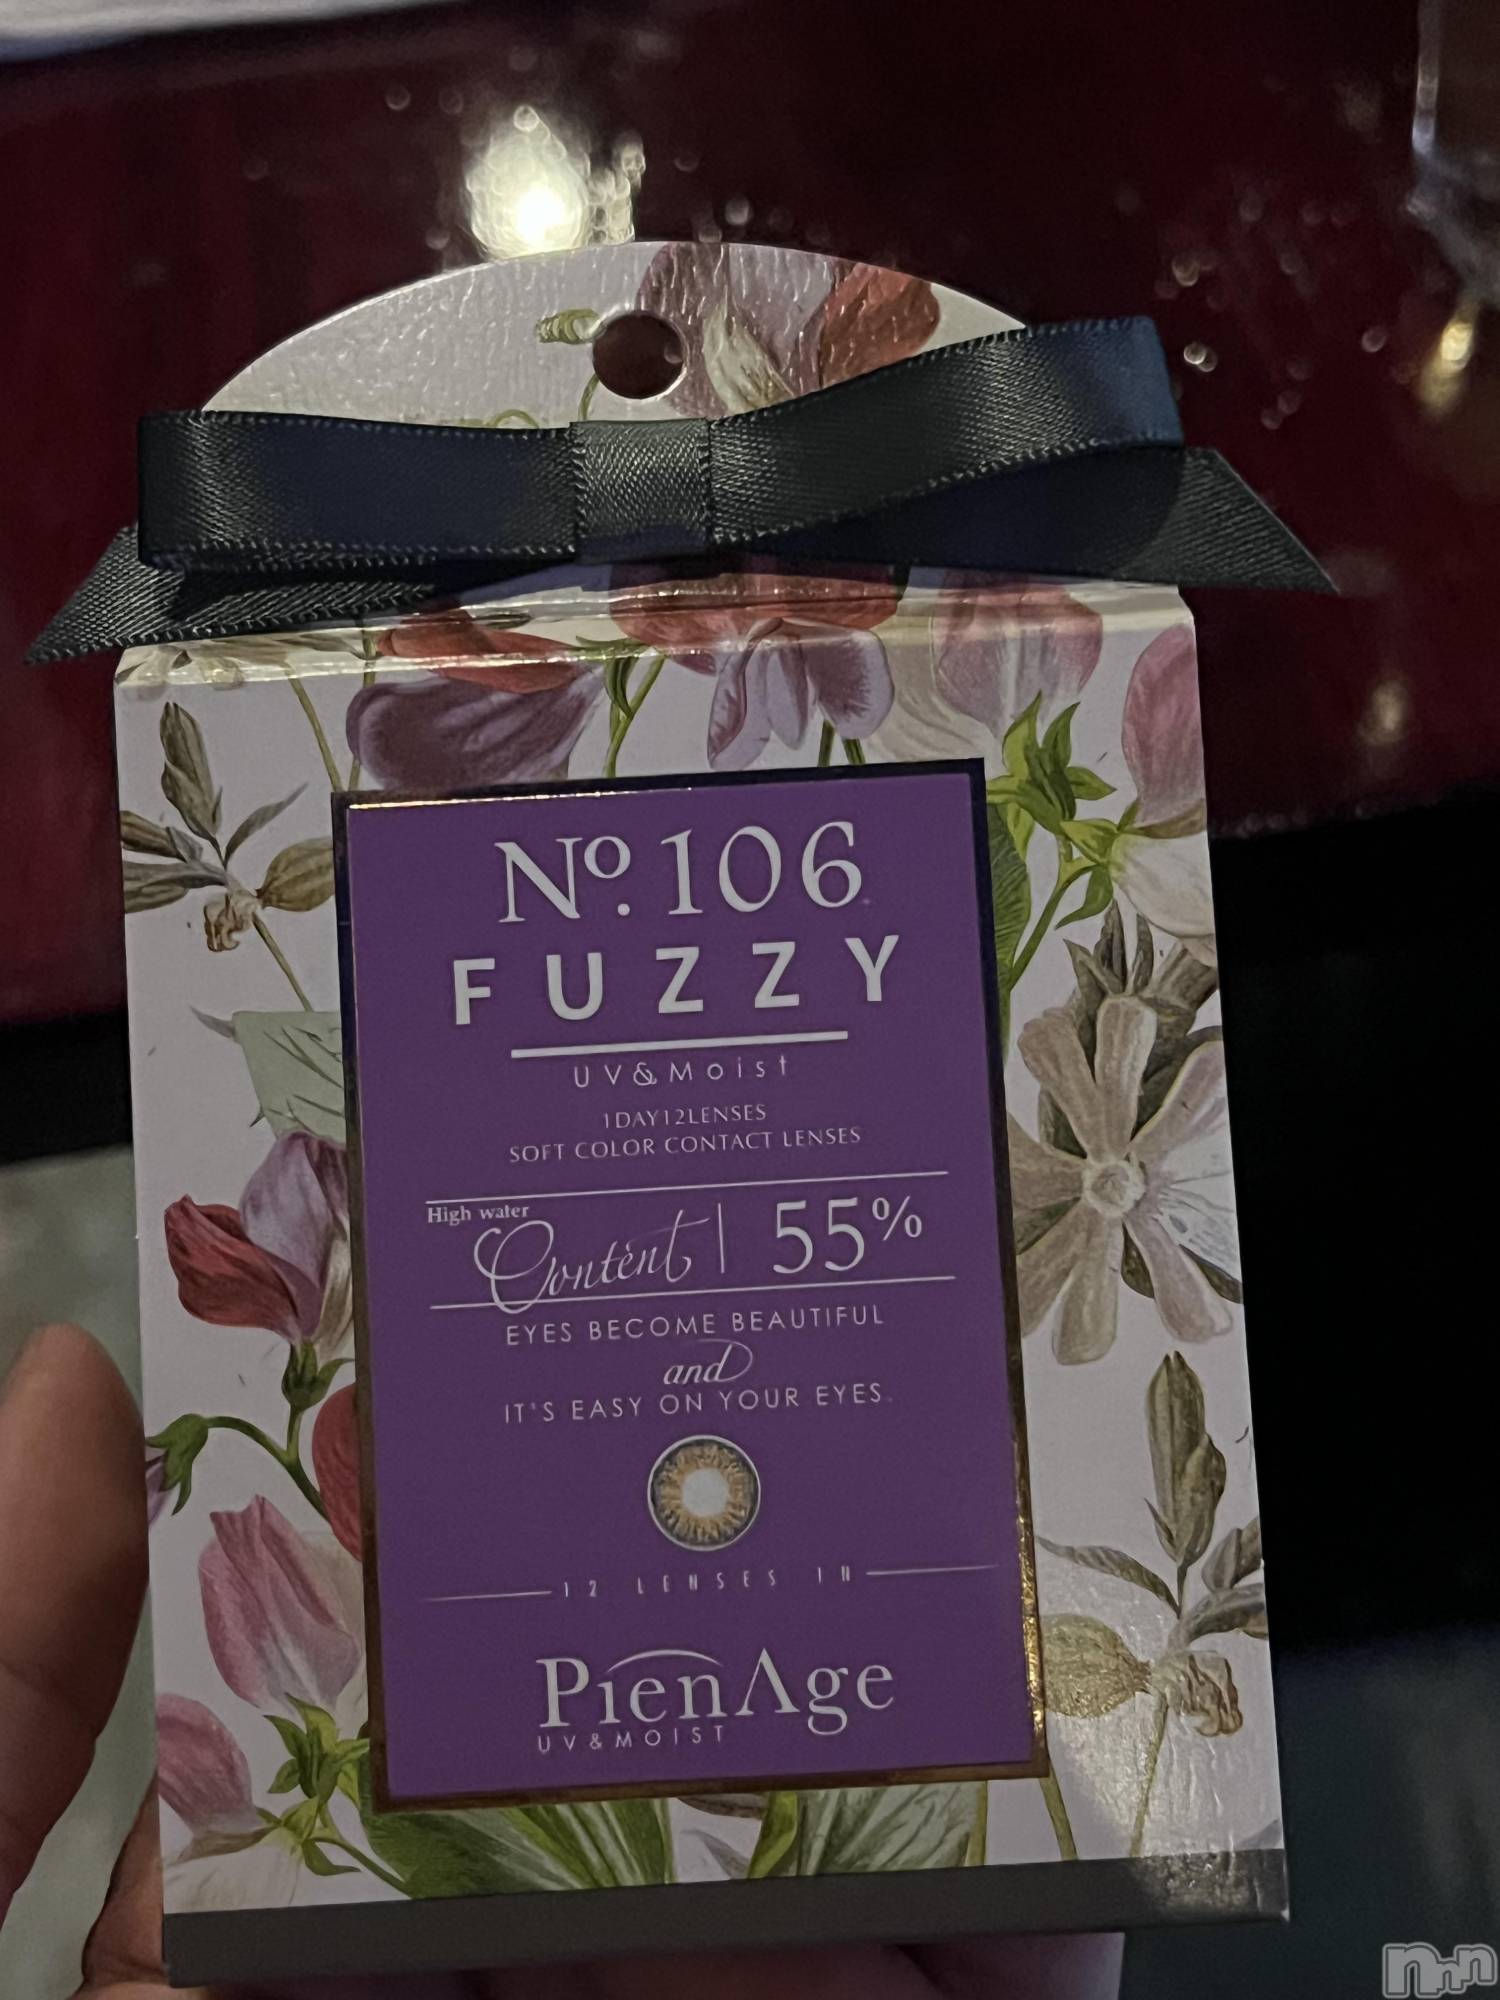 No.106
FUZZY
UV&Moist
1DAY12LENSES
SOFT COLOR CONTACT LENSES
High water
Content | 55%
EYES BECOME BEAUTIFUL
and
IT'S EASY ON YOUR EYES.
12 LENSES IN
PienAge
UV&MOIST
nnn